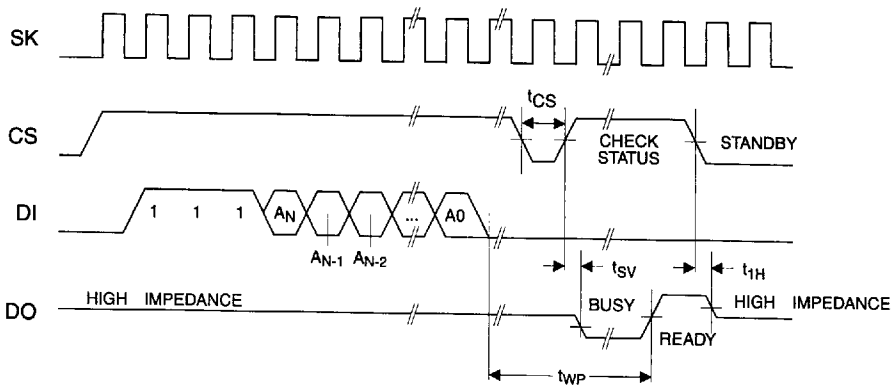 SK
tCS
CS
CHECK STATUS
STANDBY
DI
1 1 1 AN ... A0
AN-1 AN-2
tSV
t1H
DO
HIGH IMPEDANCE
BUSY
READY
HIGH IMPEDANCE
tWP